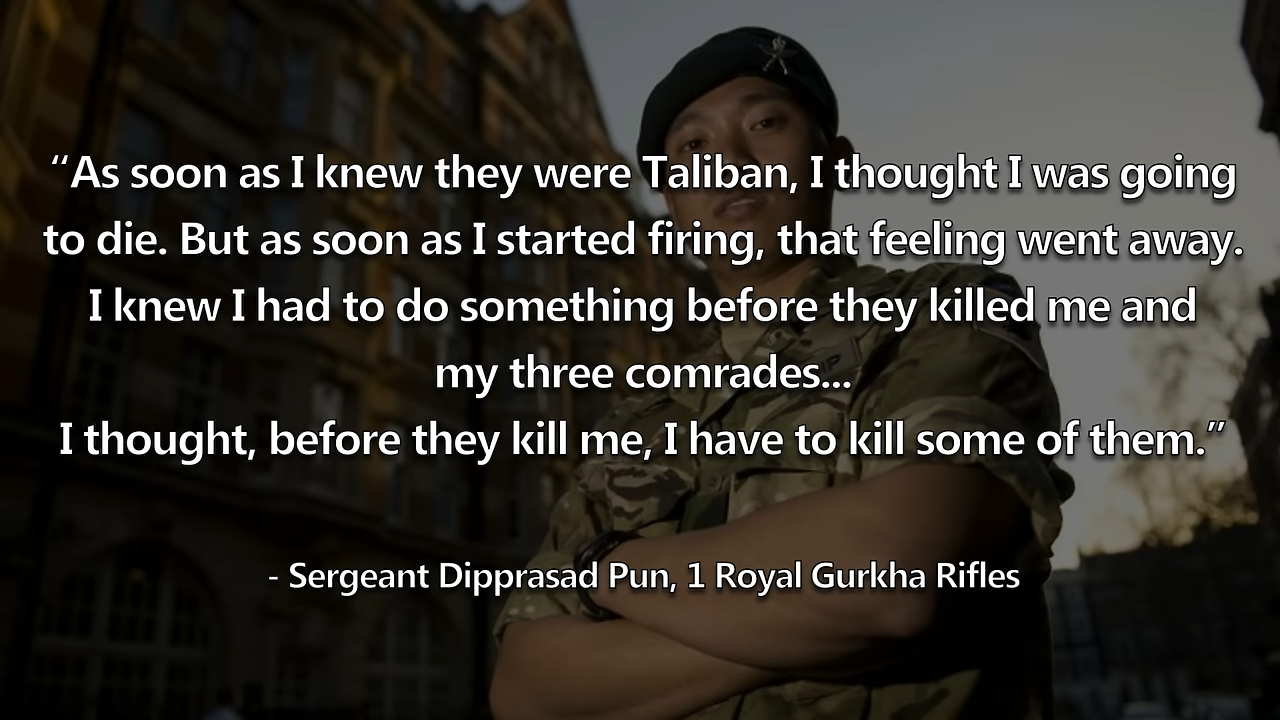 “As soon as I knew they were Taliban, I thought I was going
to die. But as soon as I started firing, that feeling went away.
I knew I had to do something before they killed me and
my three comrades...
I thought, before they kill me, I have to kill some of them.”
- Sergeant Dipprasad Pun, 1 Royal Gurkha Rifles